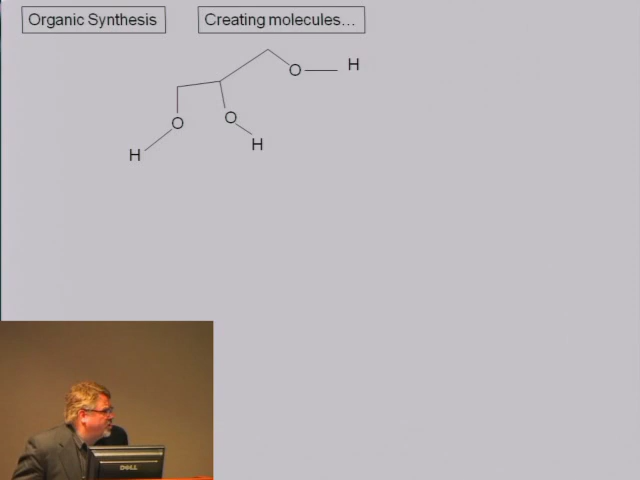 Organic Synthesis
Creating molecules…
O H
O O
H H
DELL